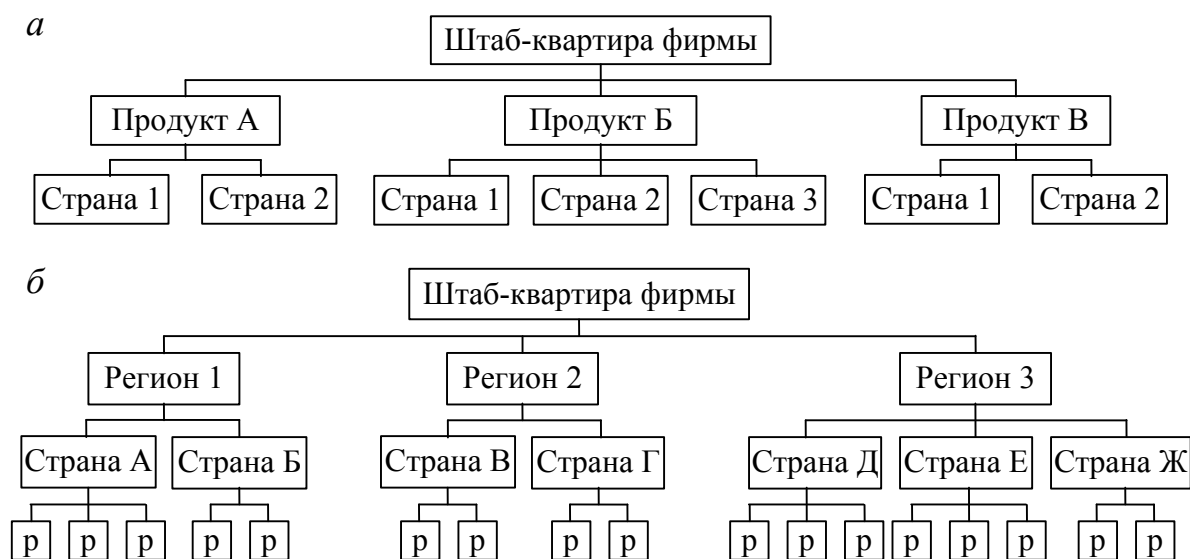 а
Штаб-квартира фирмы
Продукт А Продукт Б Продукт В
Страна 1 Страна 2 Страна 1 Страна 2 Страна 3 Страна 1 Страна 2
б
Штаб-квартира фирмы
Регион 1 Регион 2 Регион 3
Страна А Страна Б Страна В Страна Г Страна Д Страна Е Страна Ж
р р р р р р р р р р р р р р р р р